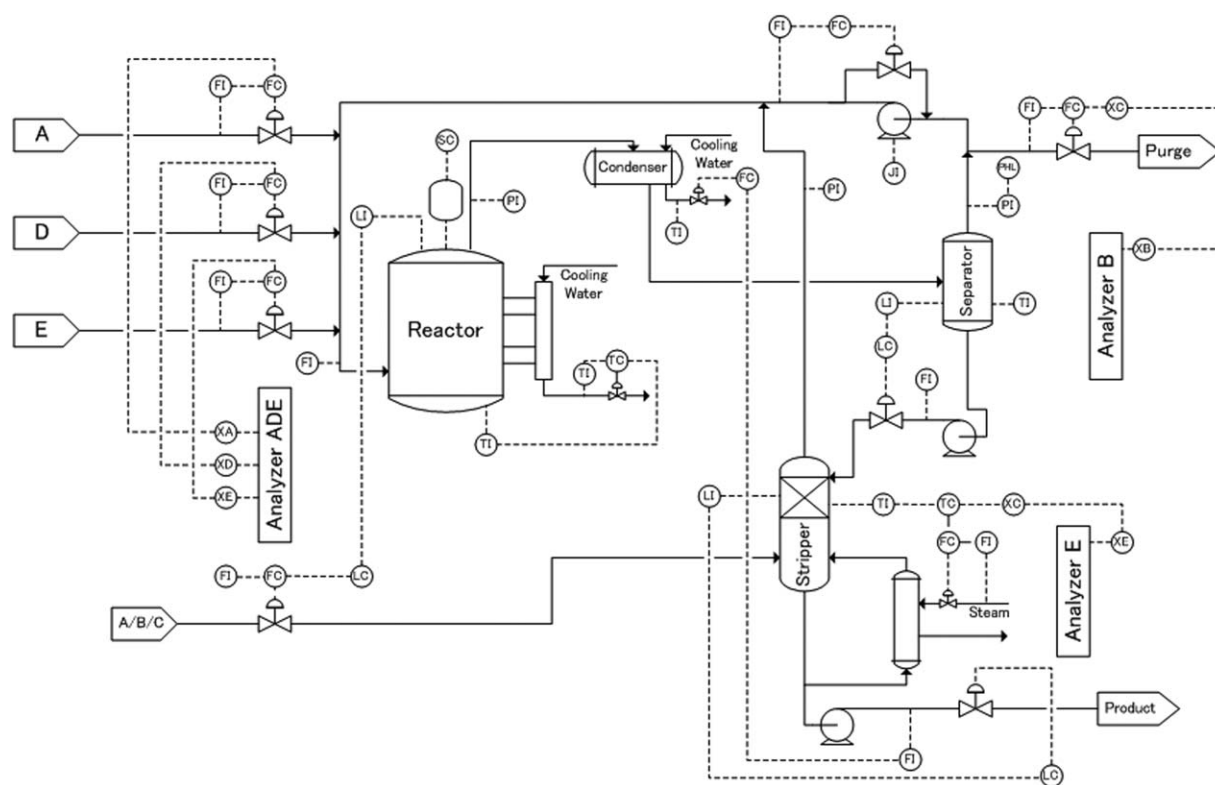 FI
FC
FI
FC
FI
FC
XC
A
SC
Condenser
Cooling
Water
FC
Purge
JI
PHL
FI
FC
LI
PI
PI
PI
D
TI
Separator
XB
Cooling
Water
FI
FC
LI
TI
Analyzer B
E
Reactor
LC
FI
TI
TC
FI
Analyzer ADE
XA
TI
XD
XE
LI
TI
TC
XC
Stripper
FC
FI
XE
Analyzer E
FI
FC
LC
Steam
A/B/C
Product
FI
LC